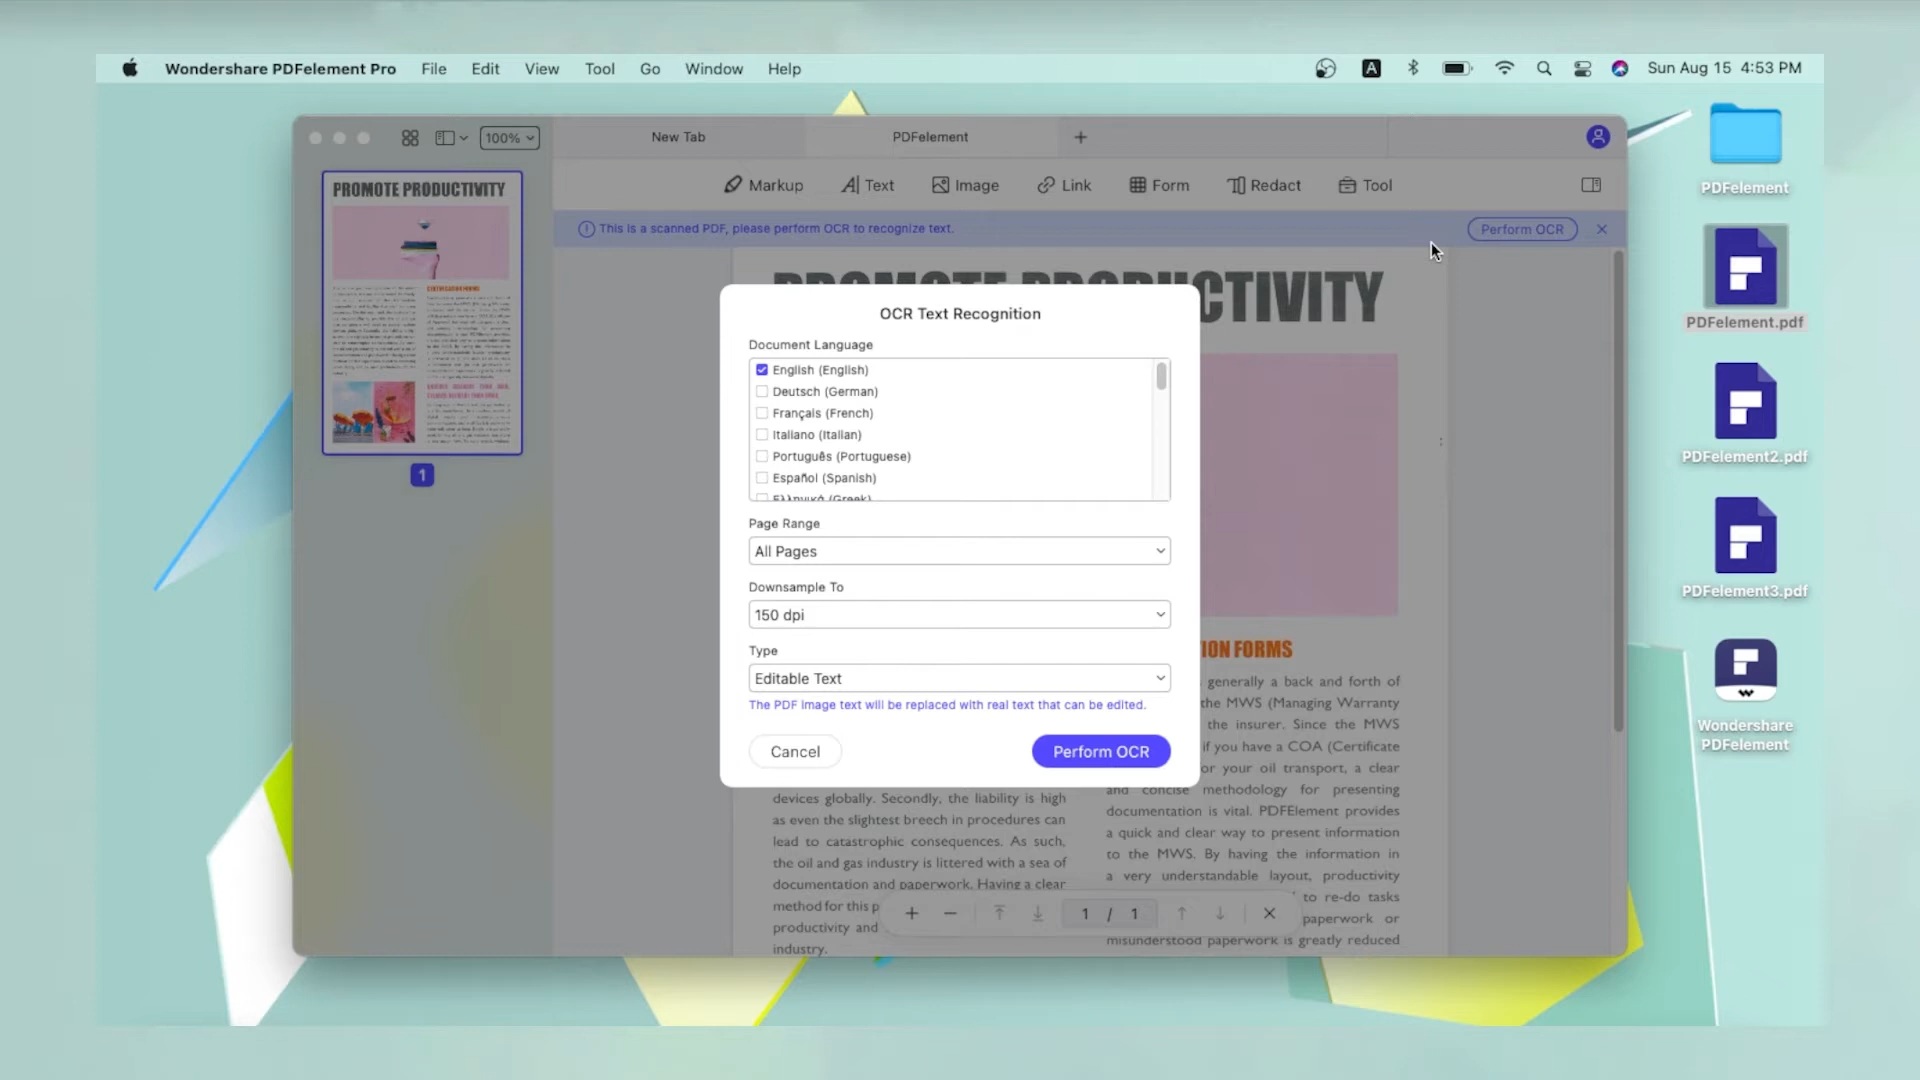 Wondershare PDFelement Pro File Edit View Tool Go Window Help
A
Sun Aug 15 4:53 PM
100%
New Tab
PDFelement
Markup
Text
Image
Link
Form
Redact
Tool
This is a scanned PDF, please perform OCR to recognize text.
Perform OCR
PROMOTE PRODUCTIVITY
CERTIFICATION FORMS
1
PROMOTE PRODUCTIVITY
OCR Text Recognition
Document Language
English (English)
Deutsch (German)
Français (French)
Italiano (Italian)
Português (Portuguese)
Español (Spanish)
Ελληνικά (Greek)
Page Range
All Pages
Downsample To
150 dpi
Type
Editable Text
The PDF image text will be replaced with real text that can be edited.
Cancel
Perform OCR
devices globally. Secondly, the liability is high
as even the slightest breech in procedures can
lead to catastrophic consequences. As such,
the oil and gas industry is littered with a sea of
documentation and paperwork. Having a clear
method for this p
productivity and
industry.
ION FORMS
generally a back and forth of
the MWS (Managing Warranty
the insurer. Since the MWS
if you have a COA (Certificate
or your oil transport, a clear
and concise methodology for presenting
documentation is vital. PDFElement provides
a quick and clear way to present information
to the MWS. By having the information in
a very understandable layout, productivity
to re-do tasks
paperwork or
misunderstood paperwork is greatly reduced
1 / 1
PDFelement
PDFelement.pdf
PDFelement2.pdf
PDFelement3.pdf
Wondershare
PDFelement